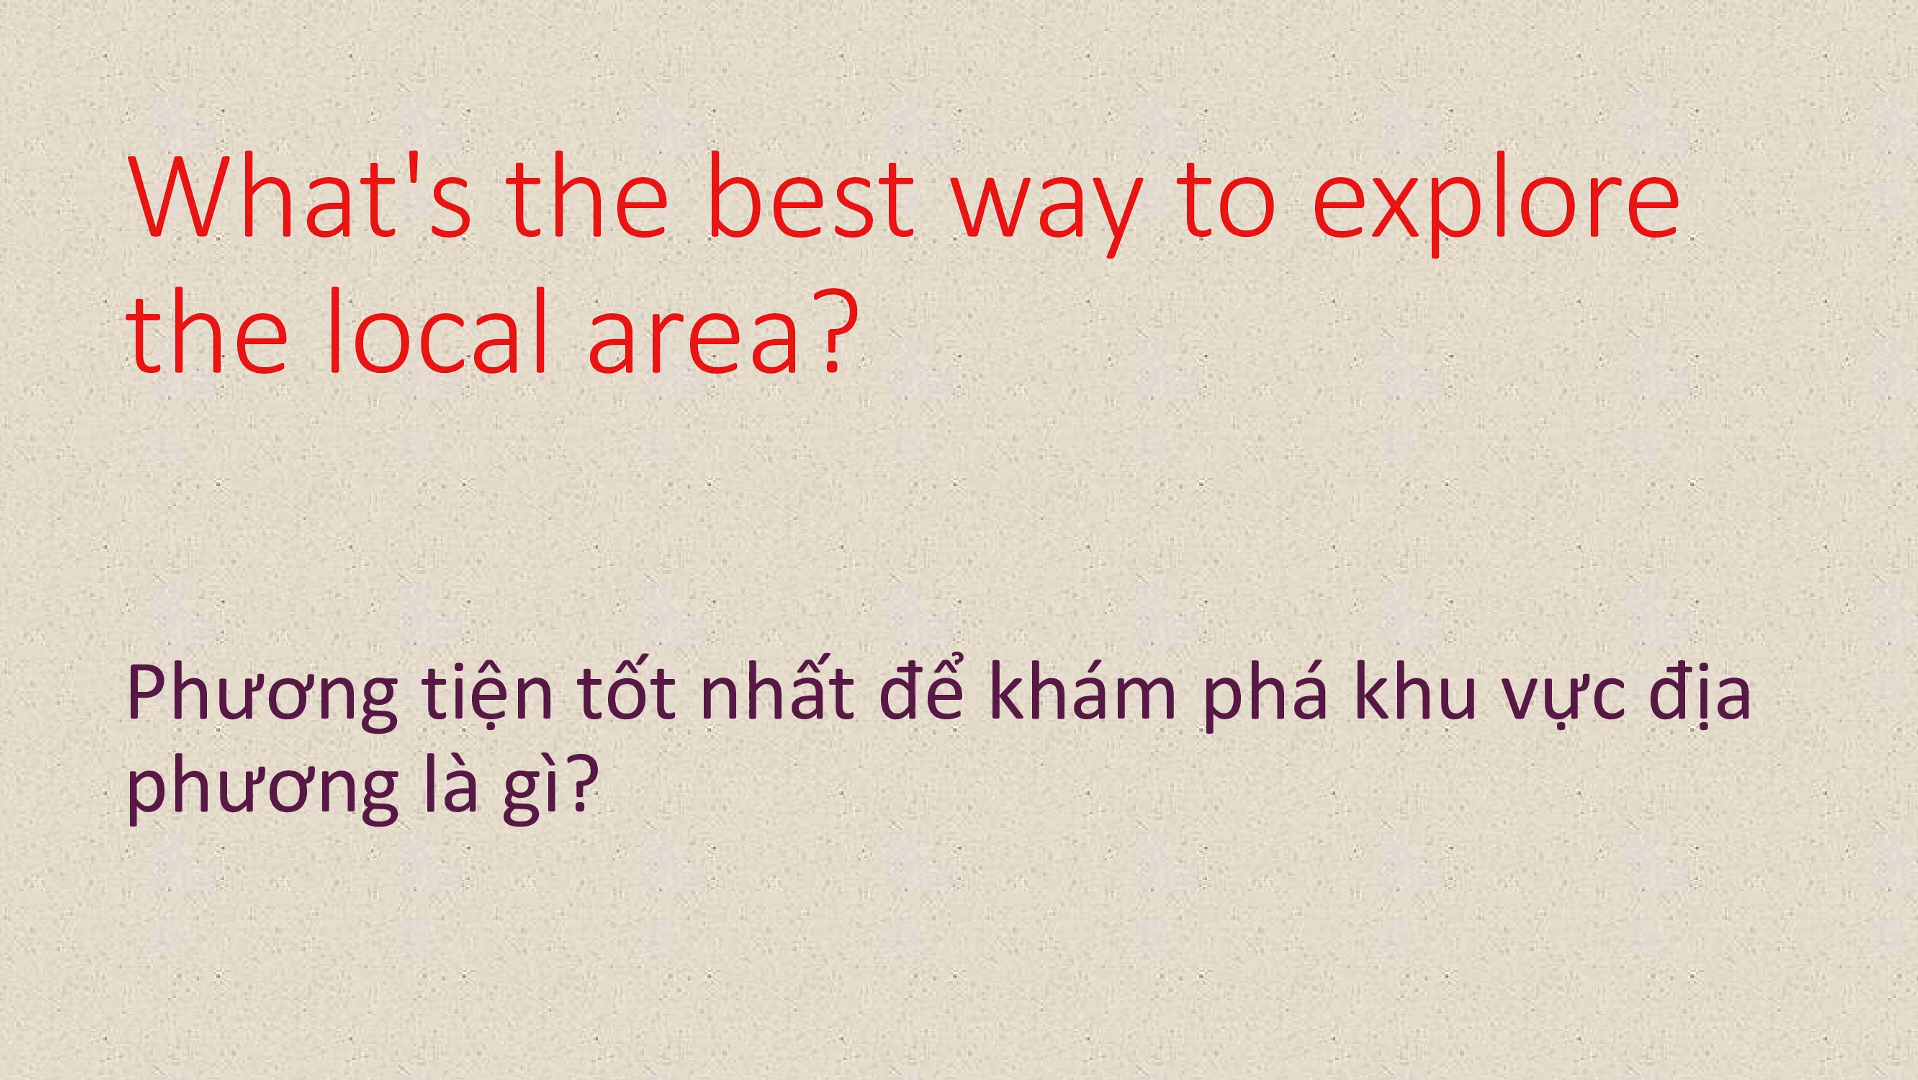 What's the best way to explore
the local area?
Phương tiện tốt nhất để khám phá khu vực địa
phương là gì?